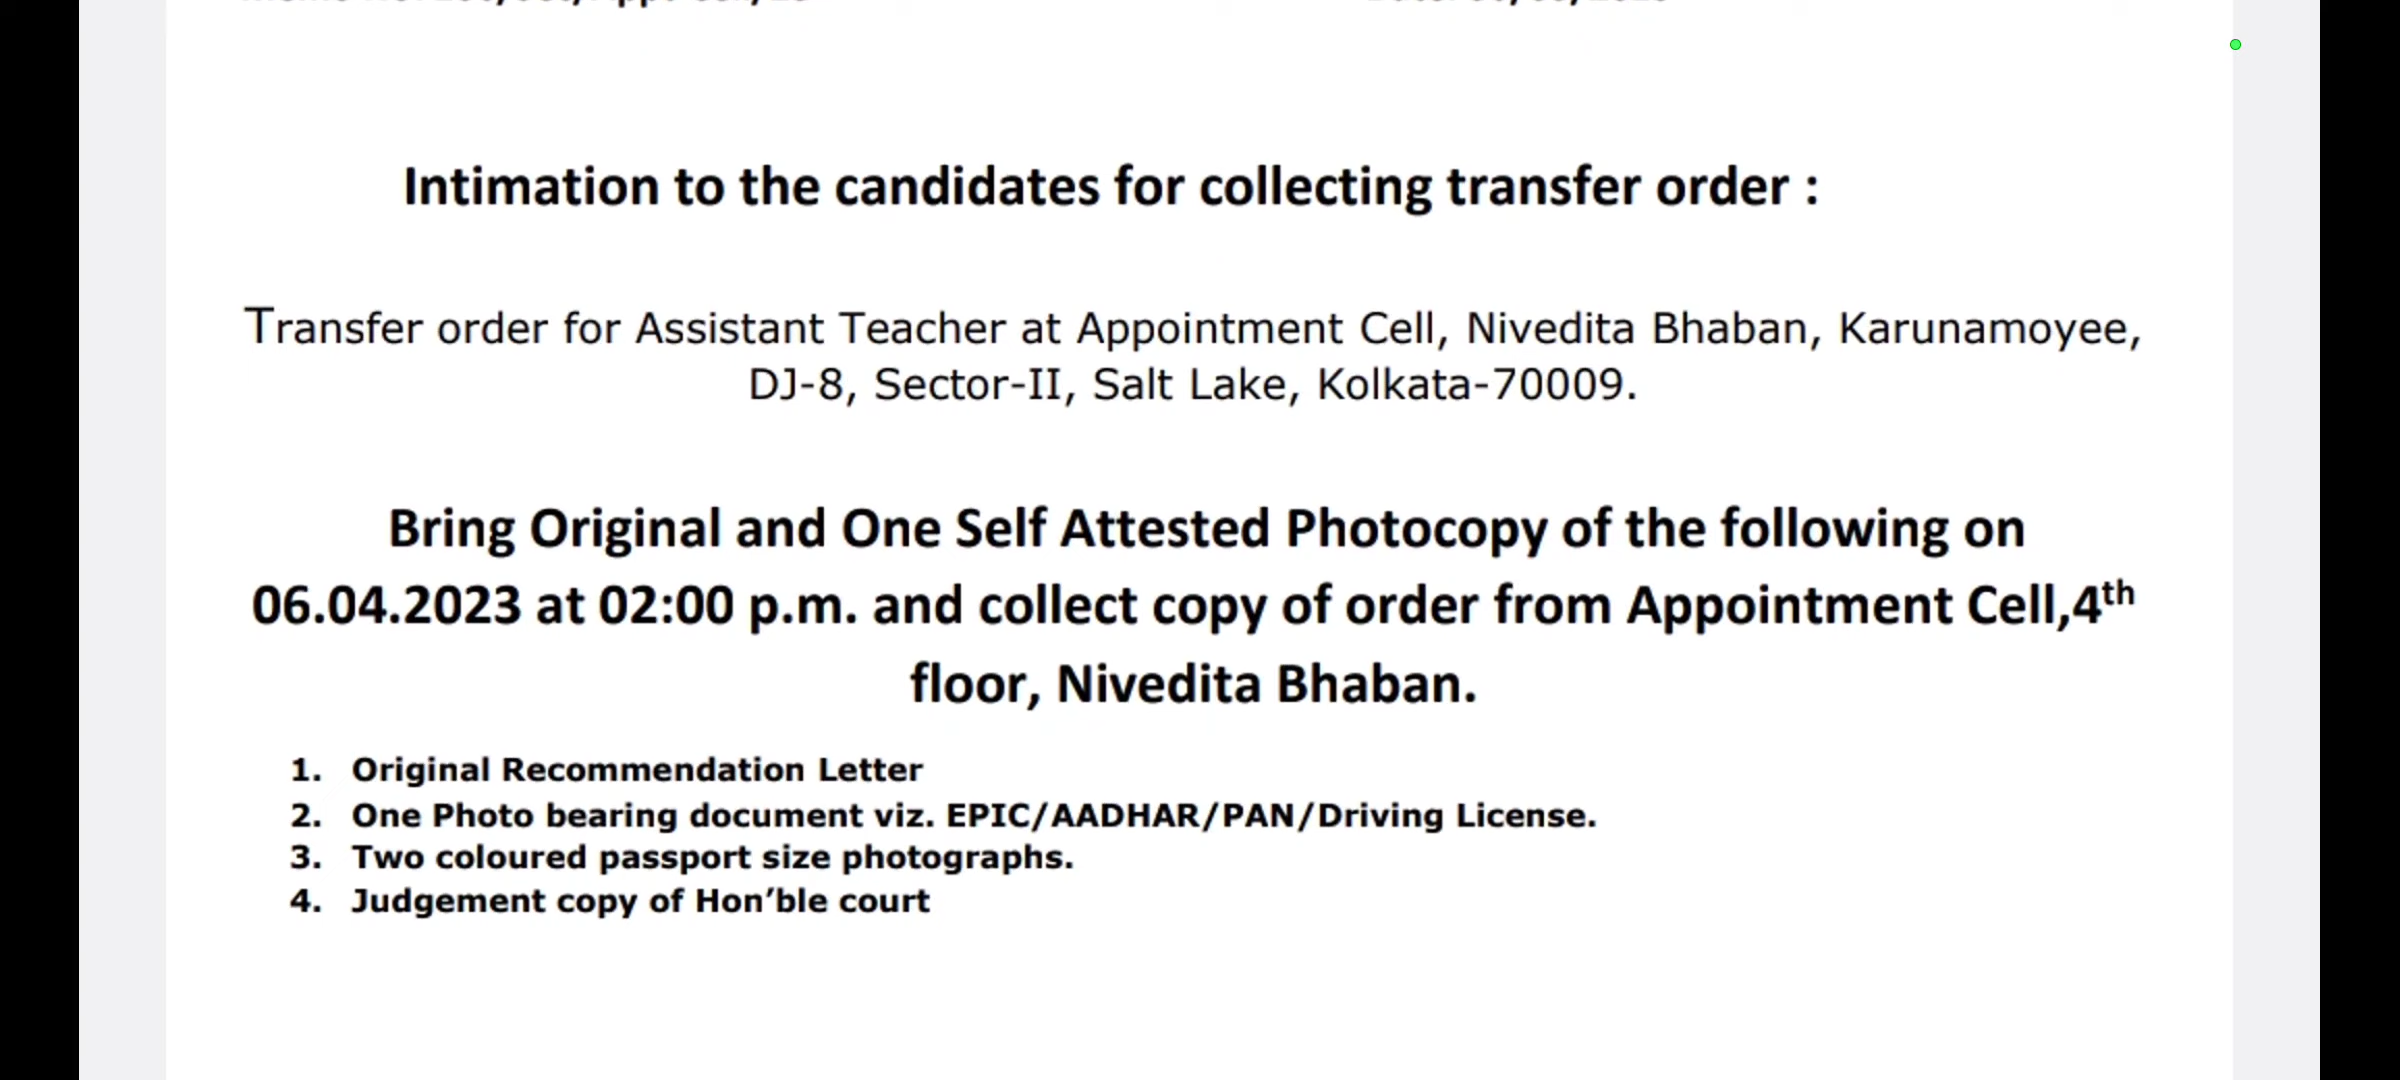 Intimation to the candidates for collecting transfer order :
Transfer order for Assistant Teacher at Appointment Cell, Nivedita Bhaban, Karunamoyee,
DJ-8, Sector-II, Salt Lake, Kolkata-70009.
Bring Original and One Self Attested Photocopy of the following on
06.04.2023 at 02:00 p.m. and collect copy of order from Appointment Cell,4th
floor, Nivedita Bhaban.
1. Original Recommendation Letter
2. One Photo bearing document viz. EPIC/AADHAR/PAN/Driving License.
3. Two coloured passport size photographs.
4. Judgement copy of Hon’ble court